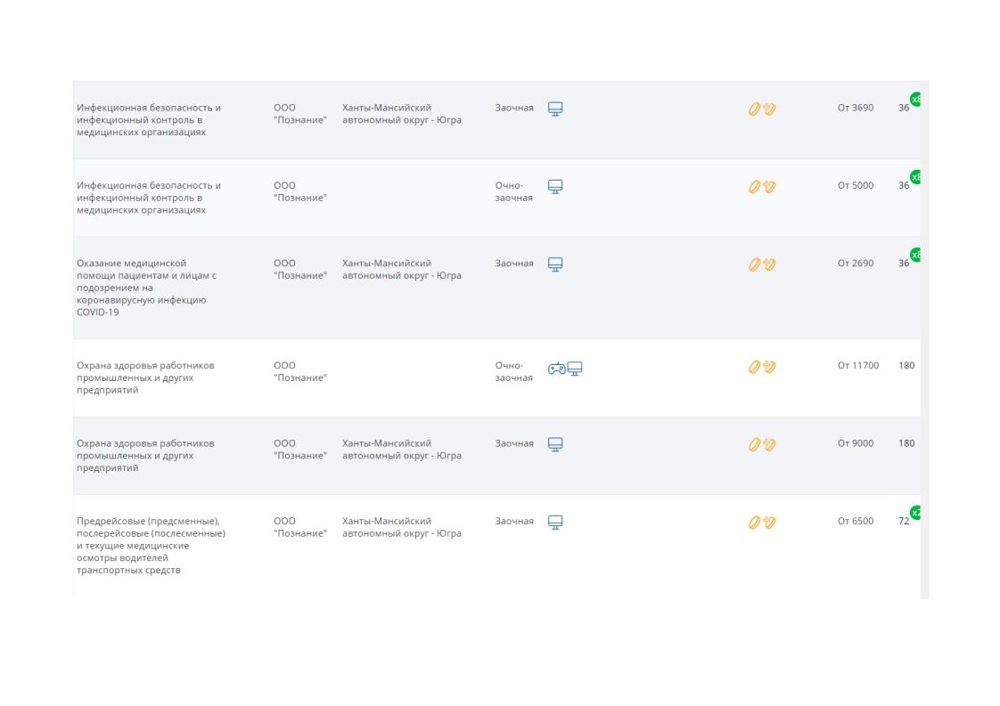 Инфекционная безопасность и
инфекционный контроль в
медицинских организациях
ООО
"Познание"
Ханты-Мансийский
автономный округ - Югра
Заочная
От 3690
36
x8
Инфекционная безопасность и
инфекционный контроль в
медицинских организациях
ООО
"Познание"
Очно-
заочная
От 5000
36
x8
Оказание медицинской
помощи пациентам и лицам с
подозрением на
коронавирусную инфекцию
COVID-19
ООО
"Познание"
Ханты-Мансийский
автономный округ - Югра
Заочная
От 2690
36
x8
Охрана здоровья работников
промышленных и других
предприятий
ООО
"Познание"
Очно-
заочная
От 11700
180
Охрана здоровья работников
промышленных и других
предприятий
ООО
"Познание"
Ханты-Мансийский
автономный округ - Югра
Заочная
От 9000
180
Предрейсовые (предсменные),
послерейсовые (послесменные)
и текущие медицинские
осмотры водителей
транспортных средств
ООО
"Познание"
Ханты-Мансийский
автономный округ - Югра
Заочная
От 6500
72
x2